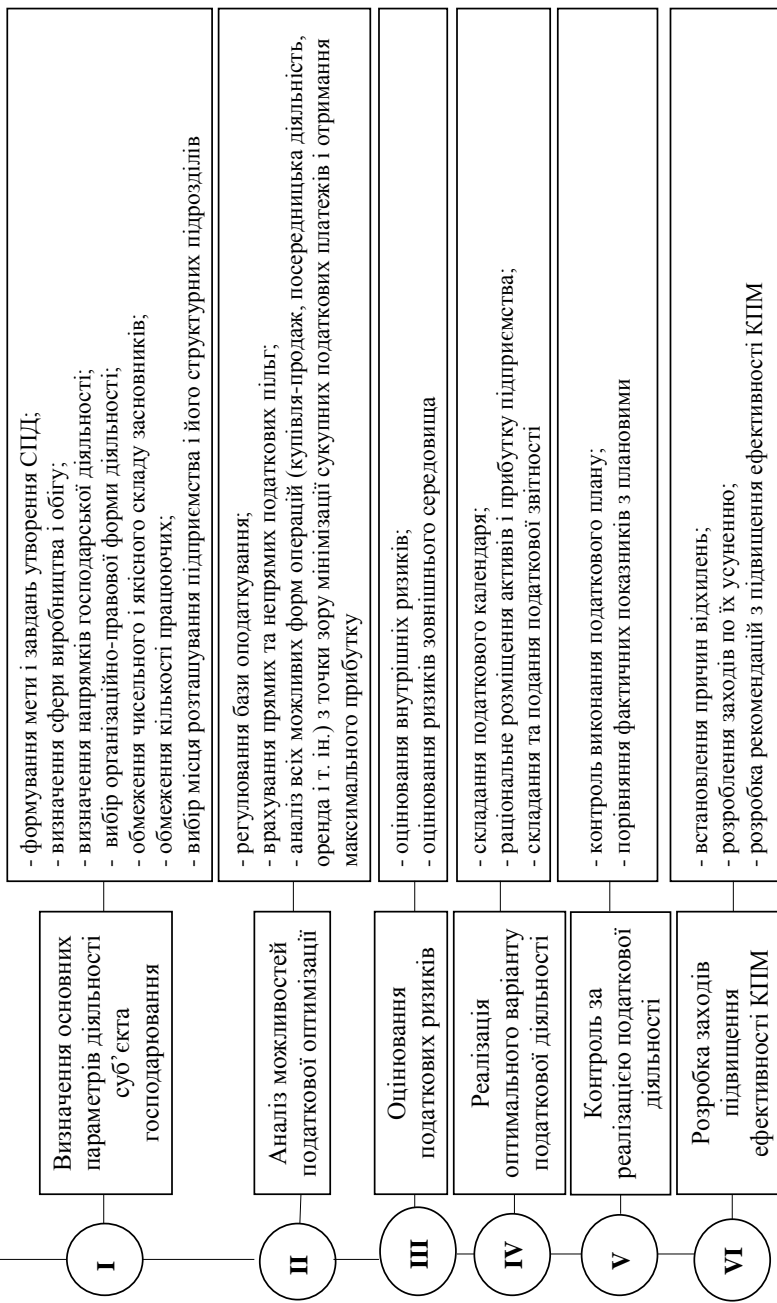 I
Визначення основних
параметрів діяльності
суб’єкта
господарювання
- формування мети і завдань утворення СПД;
- визначення сфери виробництва і обігу;
- визначення напрямків господарської діяльності;
- вибір організаційно-правової форми діяльності;
- обмеження чисельного і якісного складу засновників;
- обмеження кількості працюючих;
- вибір місця розташування підприємства і його структурних підрозділів
II
Аналіз можливостей
податкової оптимізації
- регулювання бази оподаткування;
- врахування прямих та непрямих податкових пільг;
- аналіз всіх можливих форм операцій (купівля-продаж, посередницька діяльність,
оренда і т. ін.) з точки зору мінімізації сукупних податкових платежів і отримання
максимального прибутку
III
Оцінювання
податкових ризиків
- оцінювання внутрішніх ризиків;
- оцінювання ризиків зовнішнього середовища
IV
Реалізація
оптимального варіанту
податкової діяльності
- складання податкового календаря;
- раціональне розміщення активів і прибутку підприємства;
- складання та подання податкової звітності
V
Контроль за
реалізацією податкової
діяльності
- контроль виконання податкового плану;
- порівняння фактичних показників з плановими
VI
Розробка заходів
підвищення
ефективності КПМ
- встановлення причин відхилень;
- розроблення заходів по їх усуненню;
- розробка рекомендацій з підвищення ефективності КПМ